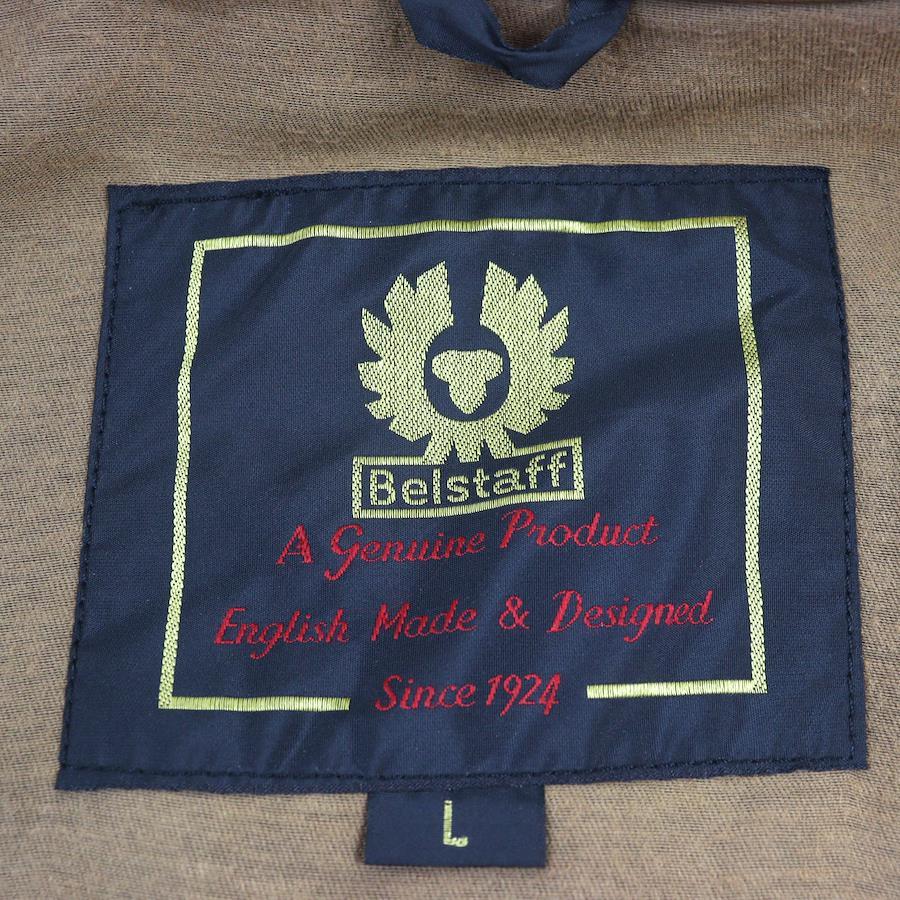 Belstaff
A Genuine Product
English Made & Designed
Since 1924
L